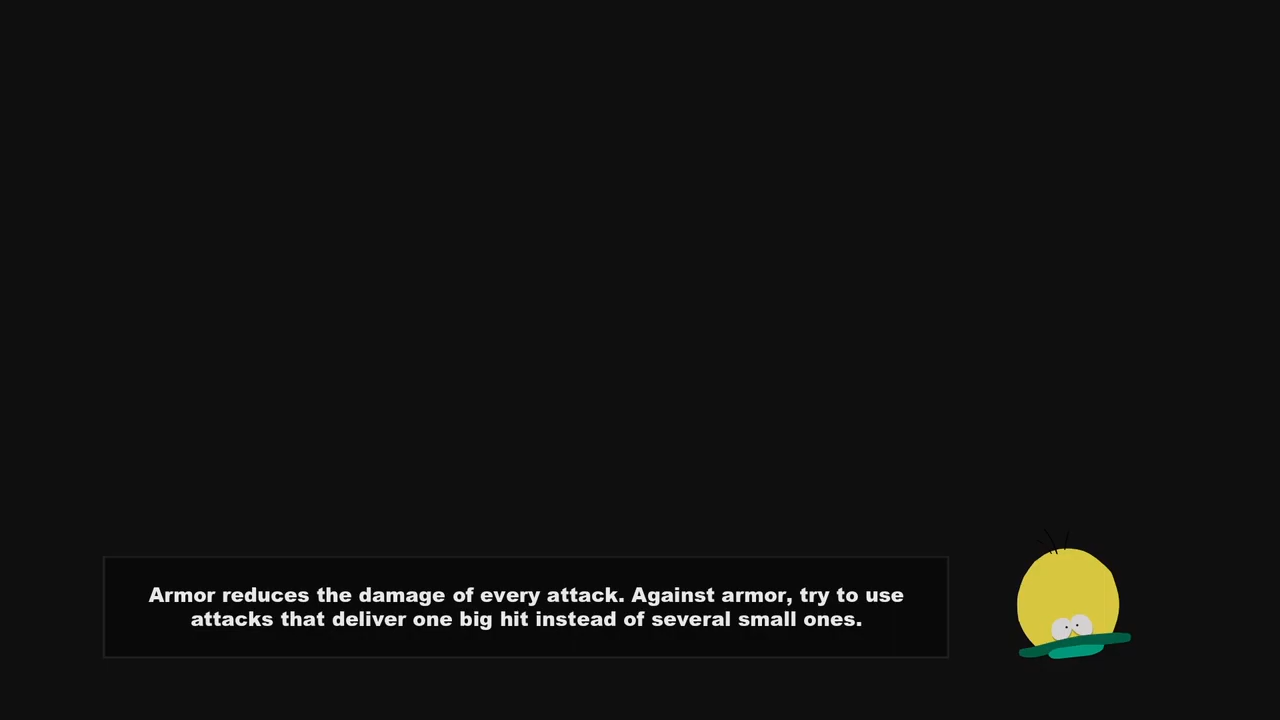 Armor reduces the damage of every attack. Against armor, try to use
attacks that deliver one big hit instead of several small ones.